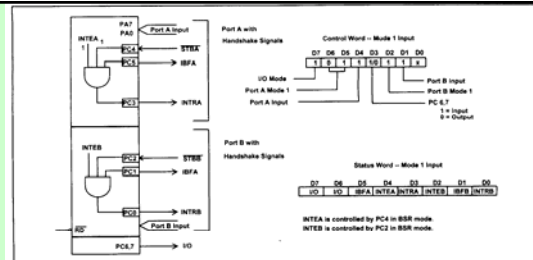 PA7
PA0
Port A Input
INTEA
1
1
PC4
STBA
PC5
IBFA
PC3
INTRA
Port A with
Handshake Signals
INTEB
PC2
STBB
PC1
IBFA
PC0
INTRB
Port B Input
Port B with
Handshake Signals
RD
PC6,7
I/O
Control Word – Mode 1 Input
D7 D6 D5 D4 D3 D2 D1 D0
1 0 1 1 1/0 1 1 x
I/O Mode
Port A Mode 1
Port A Input
Port B Input
Port B Mode 1
PC 6,7
1 = Input
0 = Output
Status Word – Mode 1 Input
D7 D6 D5 D4 D3 D2 D1 D0
I/O I/O IBFA INTEA INTRA INTEB IBFB INTRB
INTEA is controlled by PC4 in BSR mode.
INTEB is controlled by PC2 in BSR mode.